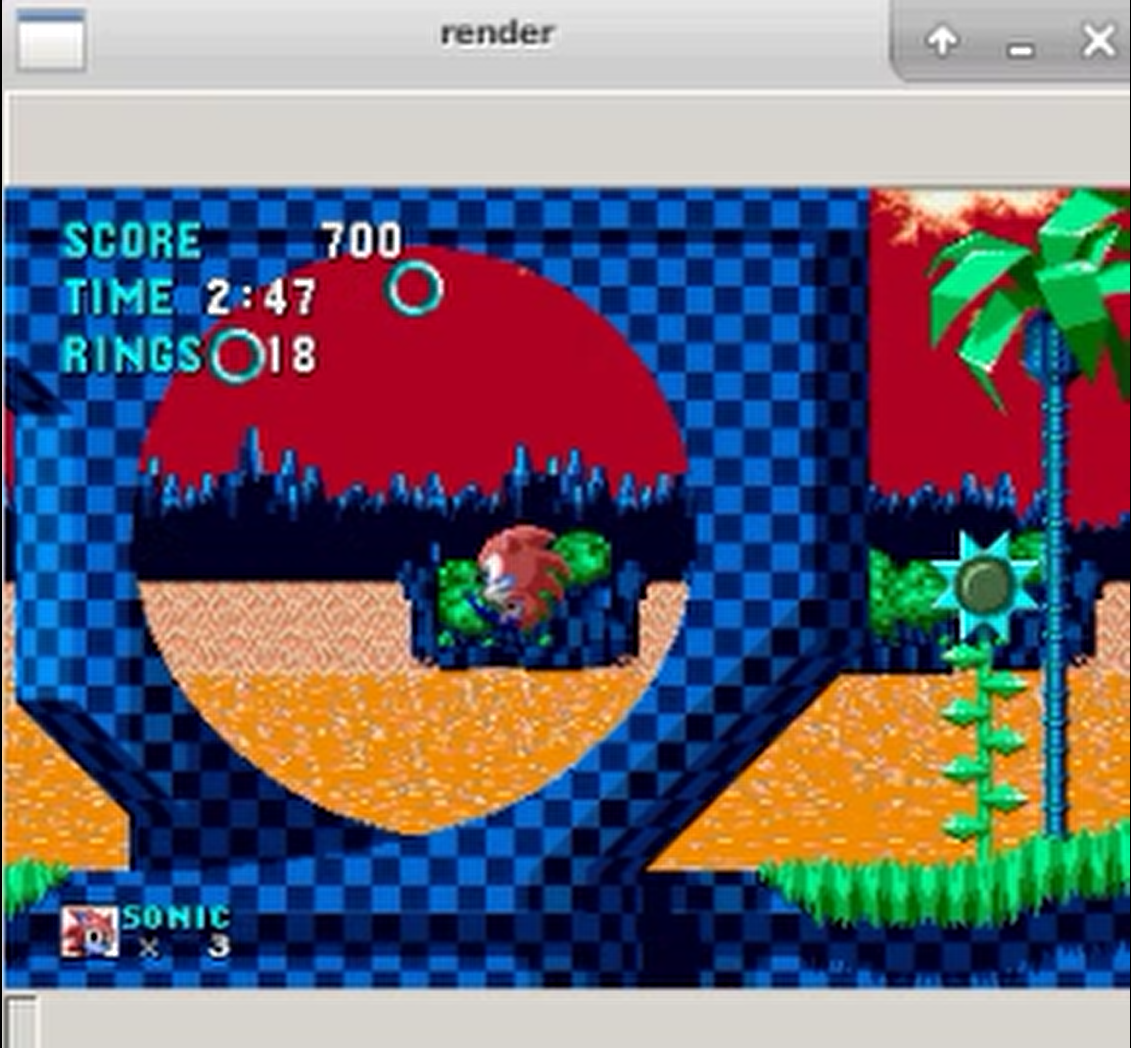 render
SCORE 700
TIME 2:47
RINGS 18
SONIC
× 3